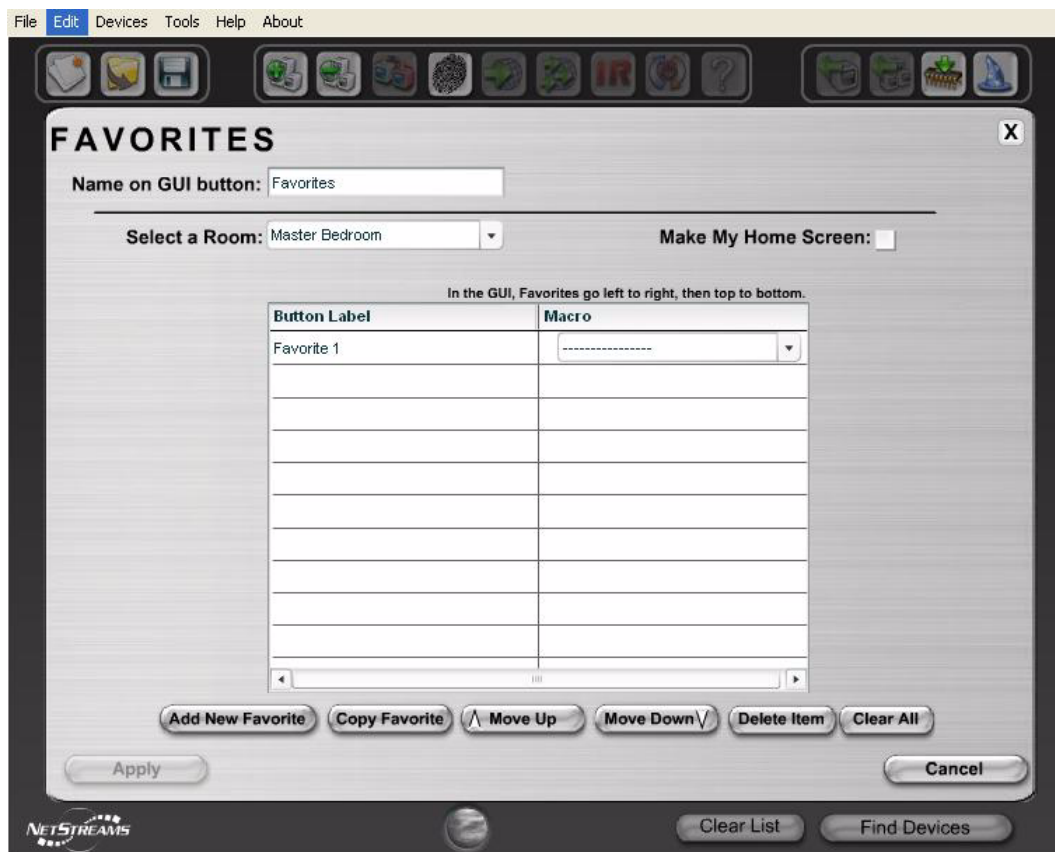 File Edit Devices Tools Help About
IR ?
FAVORITES X
Name on GUI button: Favorites
Select a Room: Master Bedroom Make My Home Screen:
In the GUI, Favorites go left to right, then top to bottom.
Button Label Macro
Favorite 1 ----------------
Add New Favorite Copy Favorite Λ Move Up Move Down V Delete Item Clear All
Apply Cancel
NETSTREAMS Clear List Find Devices